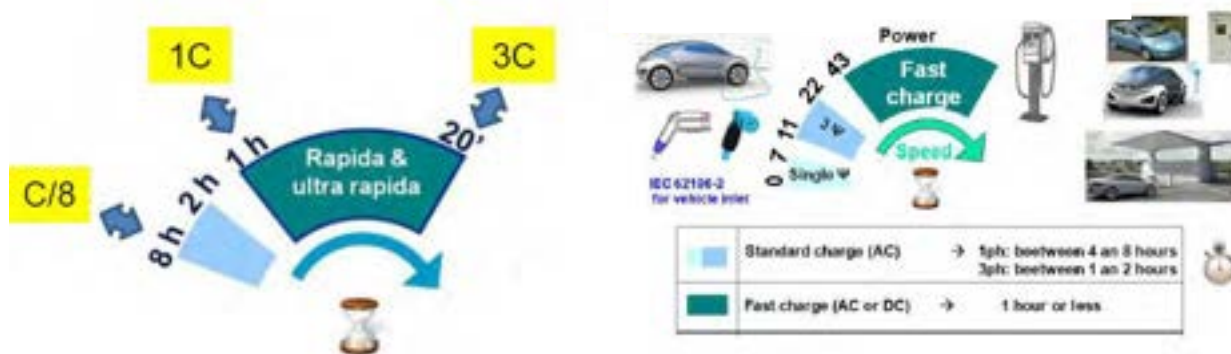 1C
3C
C/8
8 h
2 h
1 h
20'
Rapida &
ultra rapida
Power
0
7
11
22
43
Fast
charge
3 Ψ
Single Ψ
Speed
IEC 62196-2
for vehicle inlet
Standard charge (AC) → 1ph: beetween 4 an 8 hours
3ph: beetween 1 an 2 hours
Fast charge (AC or DC) → 1 hour or less